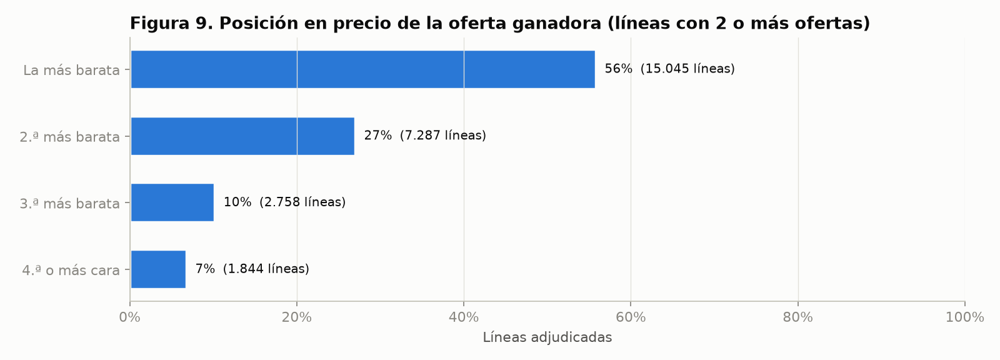 Figura 9. Posición en precio de la oferta ganadora (líneas con 2 o más ofertas)
La más barata
56%  (15.045 líneas)
2.ª más barata
27%  (7.287 líneas)
3.ª más barata
10%  (2.758 líneas)
4.ª o más cara
7%  (1.844 líneas)
0% 20% 40% 60% 80% 100%
Líneas adjudicadas